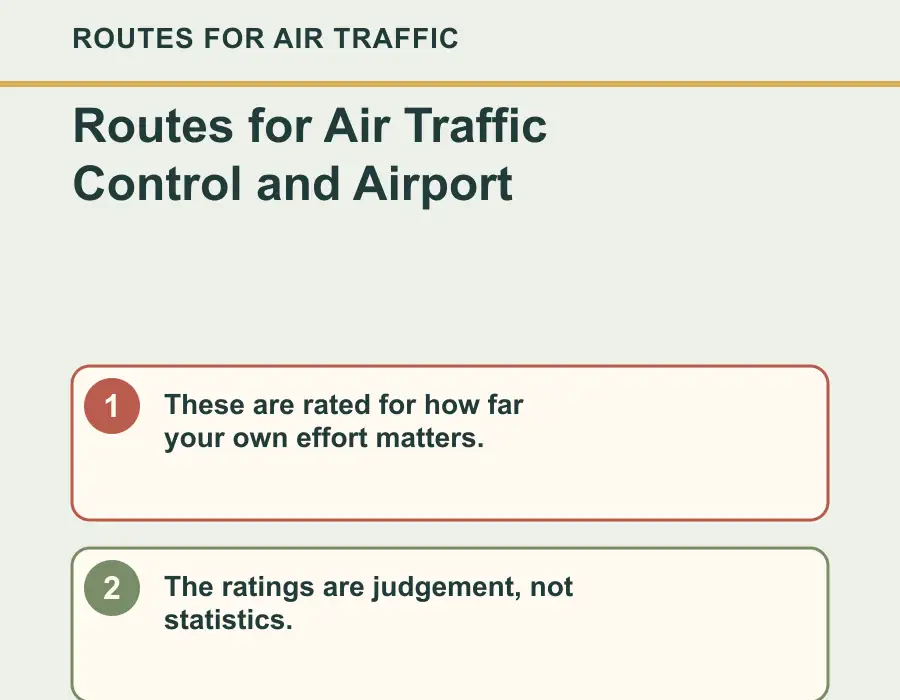 ROUTES FOR AIR TRAFFIC
Routes for Air Traffic
Control and Airport
1
These are rated for how far
your own effort matters.
2
The ratings are judgement, not
statistics.